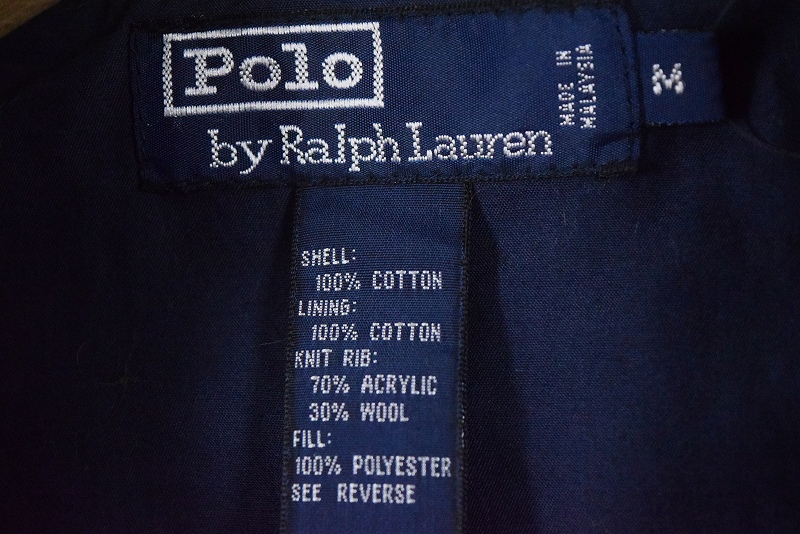 Polo
by Ralph Lauren
MADE IN
MALAYSIA
M
SHELL:
100% COTTON
LINING:
100% COTTON
KNIT RIB:
70% ACRYLIC
30% WOOL
FILL:
100% POLYESTER
SEE REVERSE